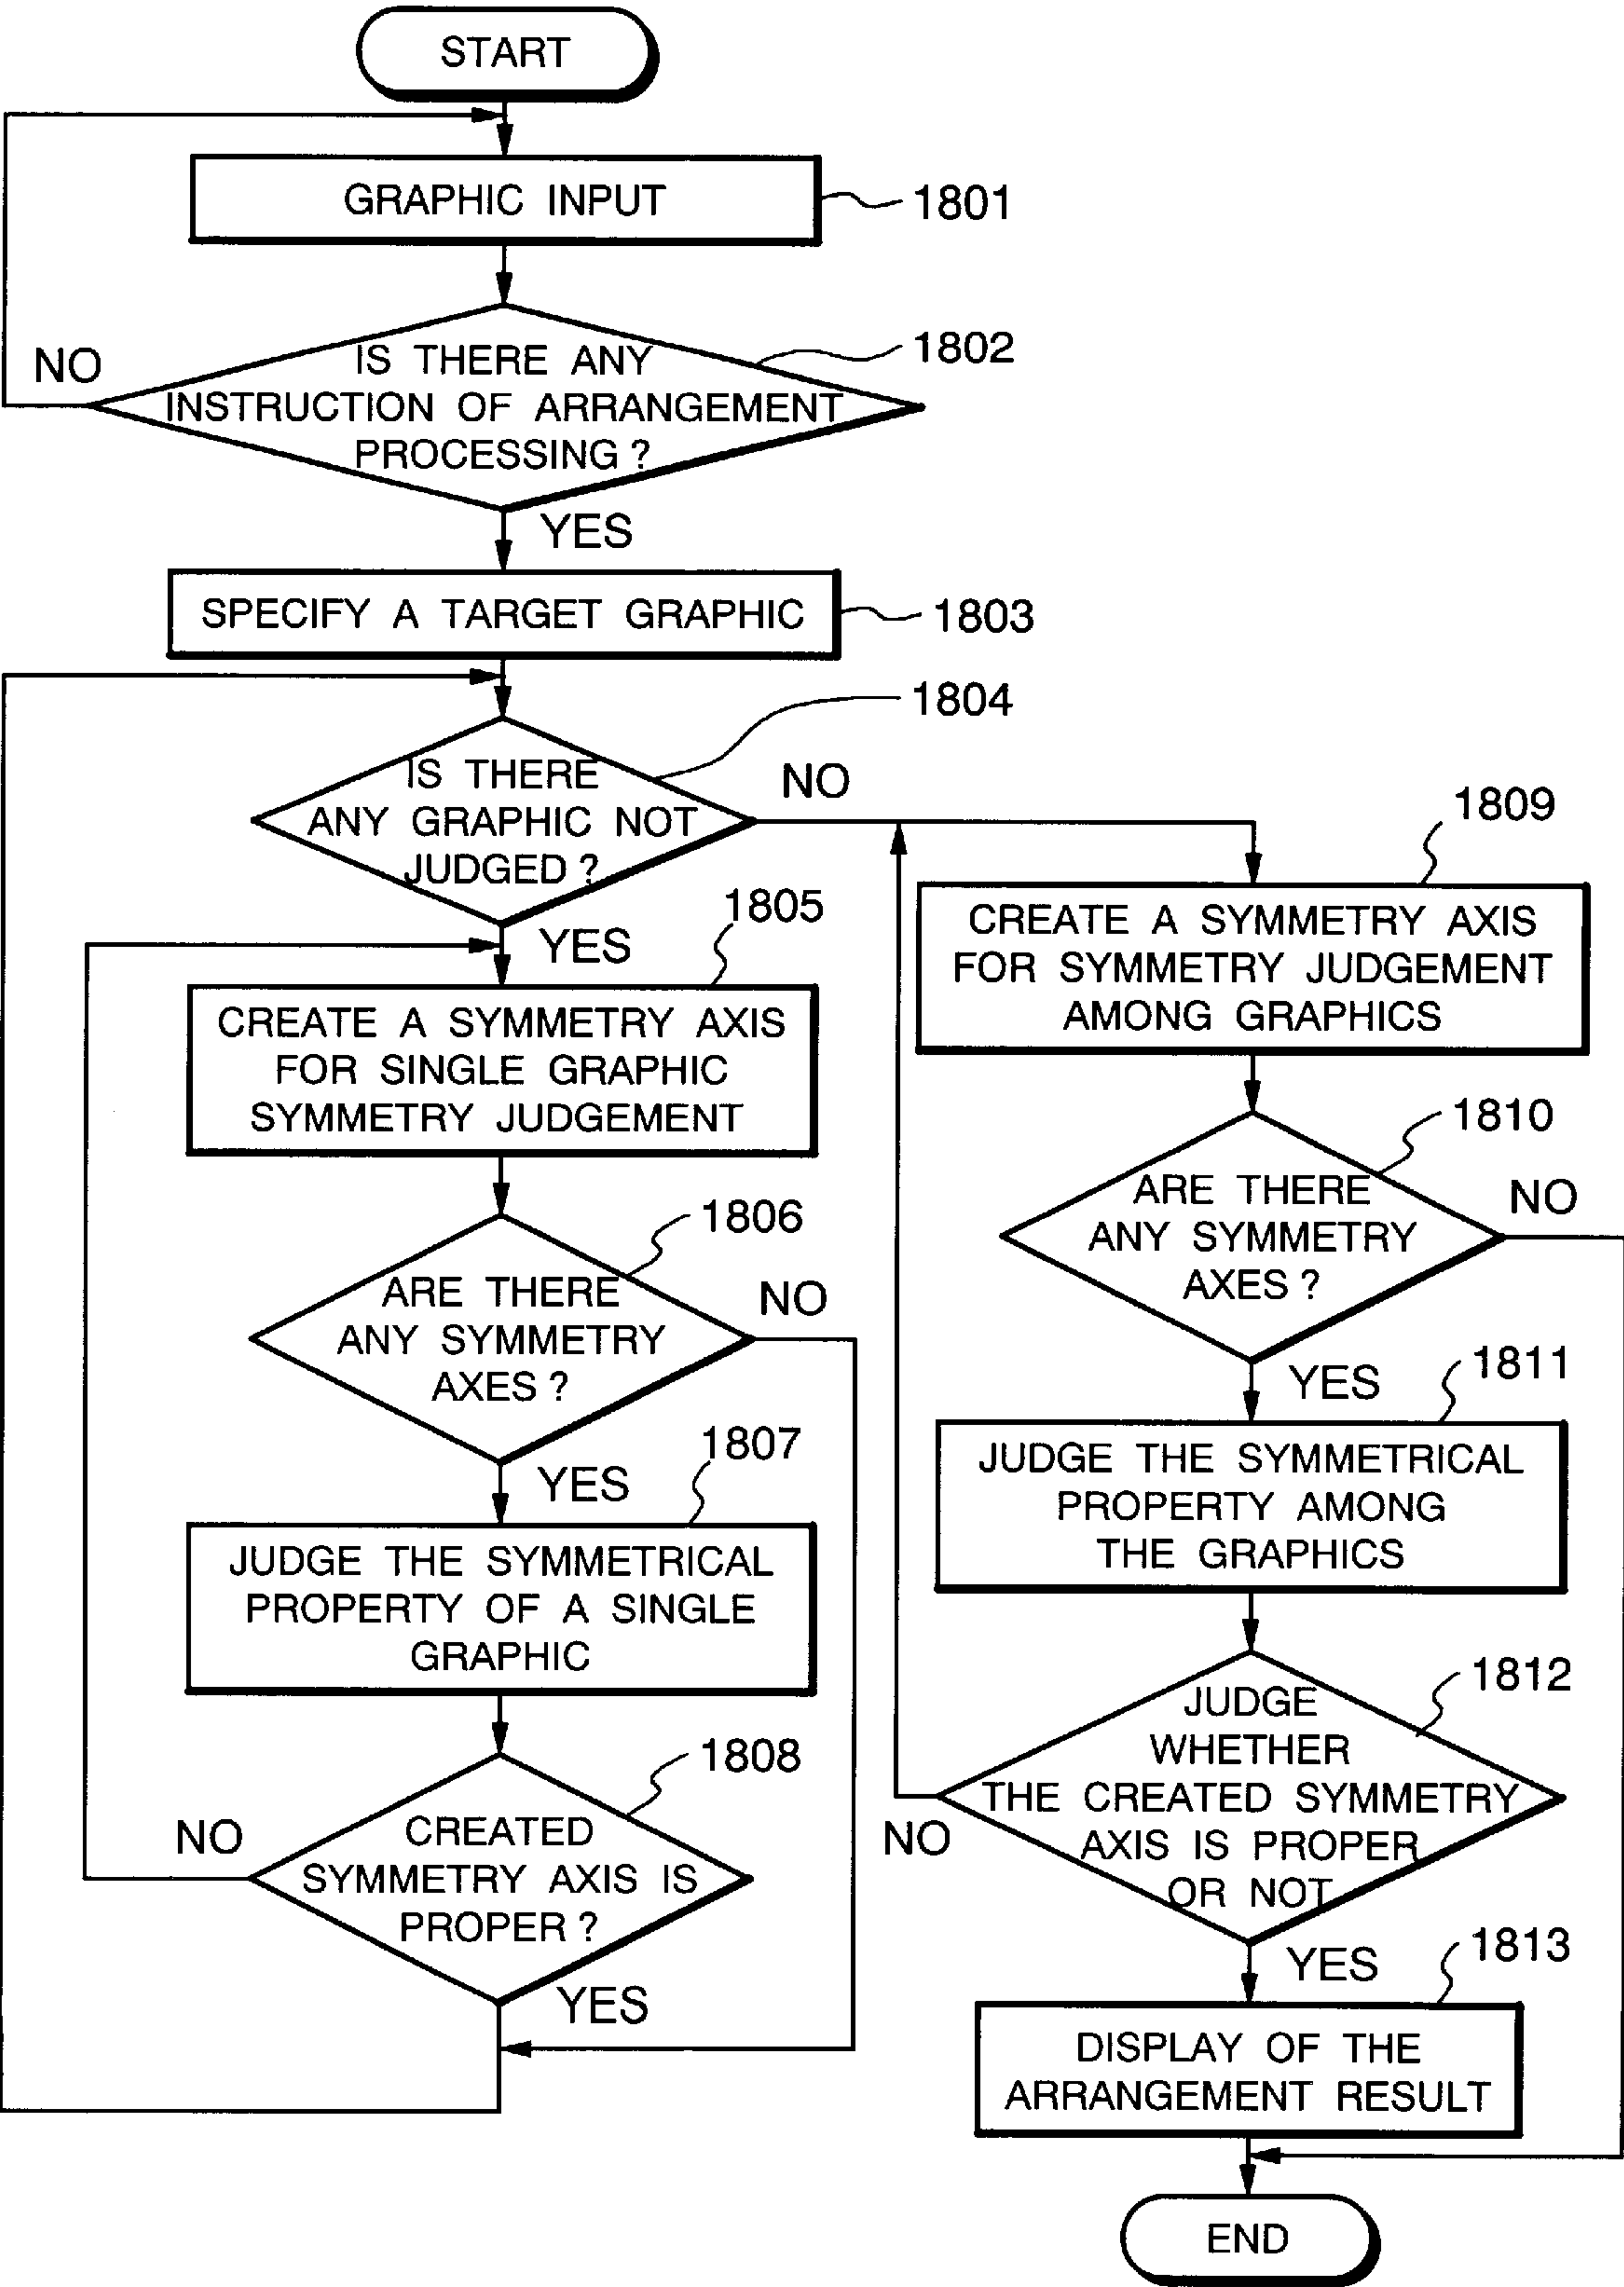 START
GRAPHIC INPUT
1801
IS THERE ANY
INSTRUCTION OF ARRANGEMENT
PROCESSING ?
1802
NO
YES
SPECIFY A TARGET GRAPHIC
1803
IS THERE
ANY GRAPHIC NOT
JUDGED ?
1804
NO
YES
1805
CREATE A SYMMETRY AXIS
FOR SINGLE GRAPHIC
SYMMETRY JUDGEMENT
1806
ARE THERE
ANY SYMMETRY
AXES ?
NO
YES
1807
JUDGE THE SYMMETRICAL
PROPERTY OF A SINGLE
GRAPHIC
1808
CREATED
SYMMETRY AXIS IS
PROPER ?
NO
YES
1809
CREATE A SYMMETRY AXIS
FOR SYMMETRY JUDGEMENT
AMONG GRAPHICS
1810
ARE THERE
ANY SYMMETRY
AXES ?
NO
YES
1811
JUDGE THE SYMMETRICAL
PROPERTY AMONG
THE GRAPHICS
1812
JUDGE
WHETHER
THE CREATED SYMMETRY
AXIS IS PROPER
OR NOT
NO
YES
1813
DISPLAY OF THE
ARRANGEMENT RESULT
END